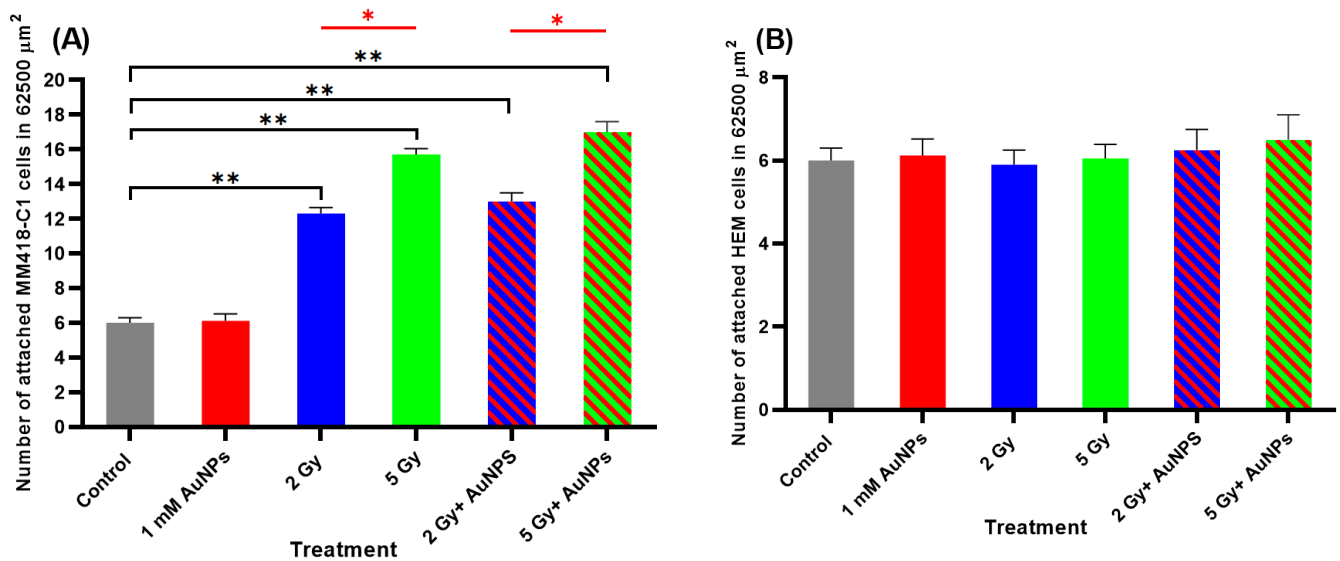 (A)
Number of attached MM418-C1 cells in 62500 µm²
*
*
**
**
**
**
20
18
16
14
12
10
8
6
4
2
0
Control
1 mM AuNPs
2 Gy
5 Gy
2 Gy+ AuNPS
5 Gy+ AuNPs
Treatment
(B)
Number of attached HEM cells in 62500 µm²
8
6
4
2
0
Control
1 mM AuNPs
2 Gy
5 Gy
2 Gy+ AuNPS
5 Gy+ AuNPs
Treatment